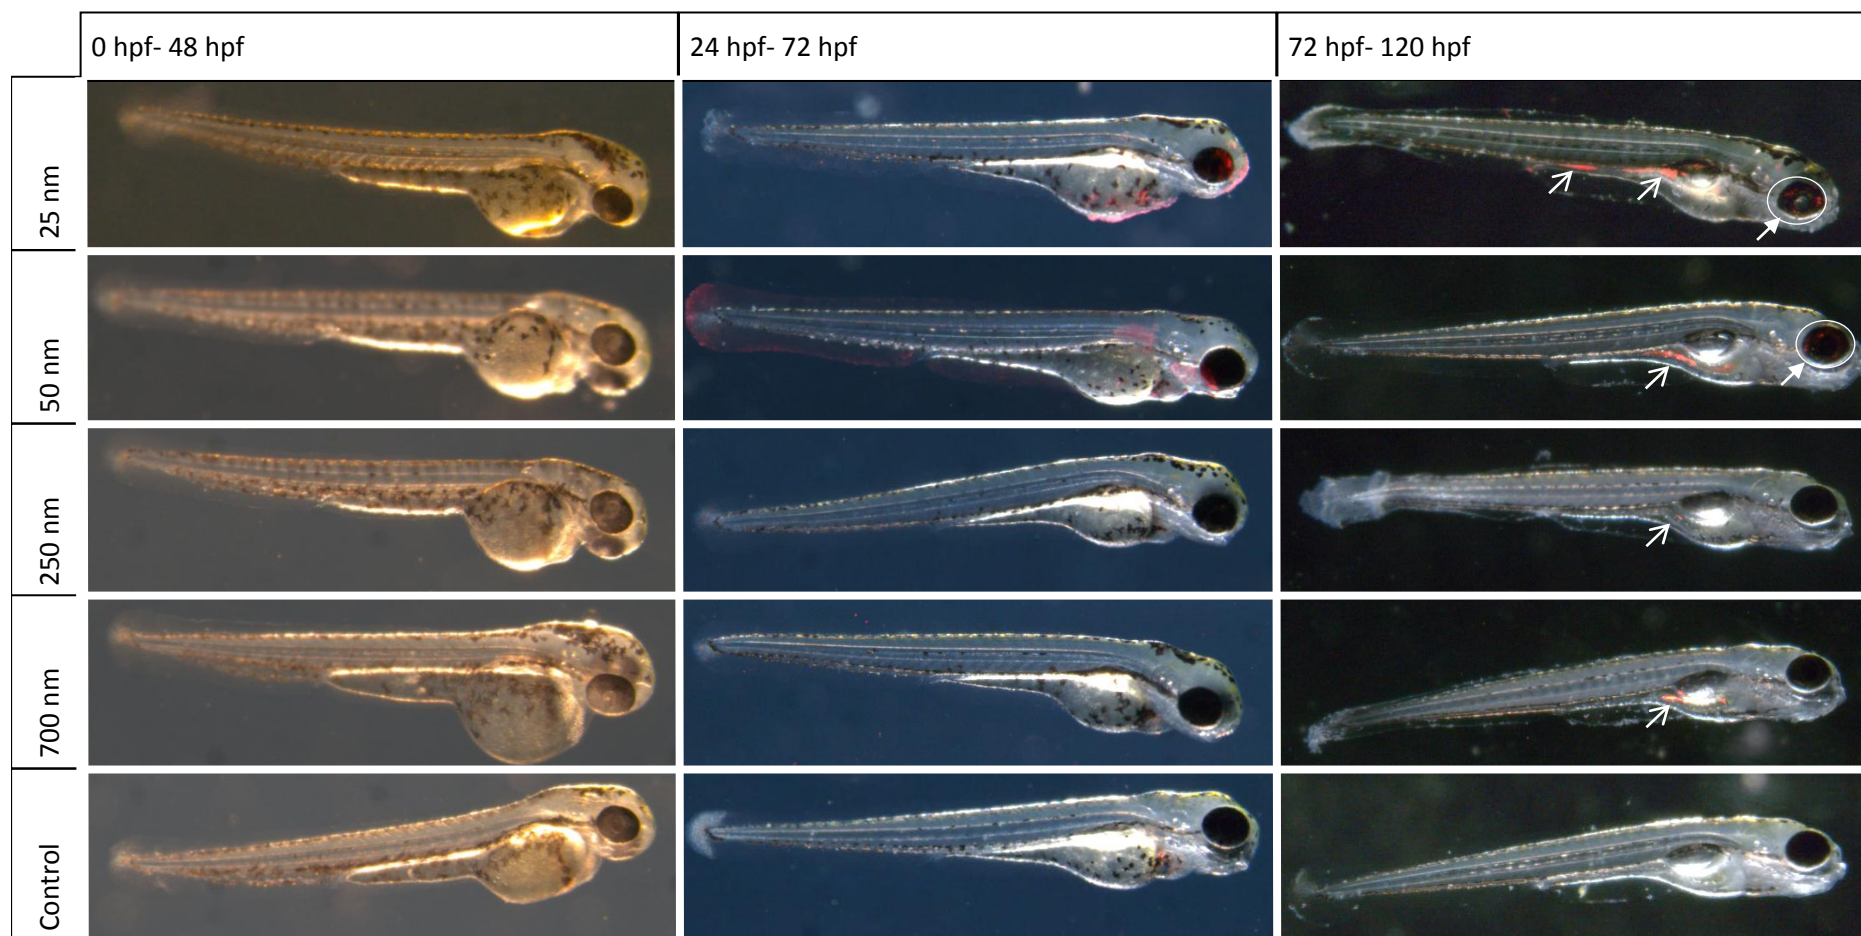 0 hpf- 48 hpf
24 hpf- 72 hpf
72 hpf- 120 hpf
25 nm
50 nm
250 nm
700 nm
Control